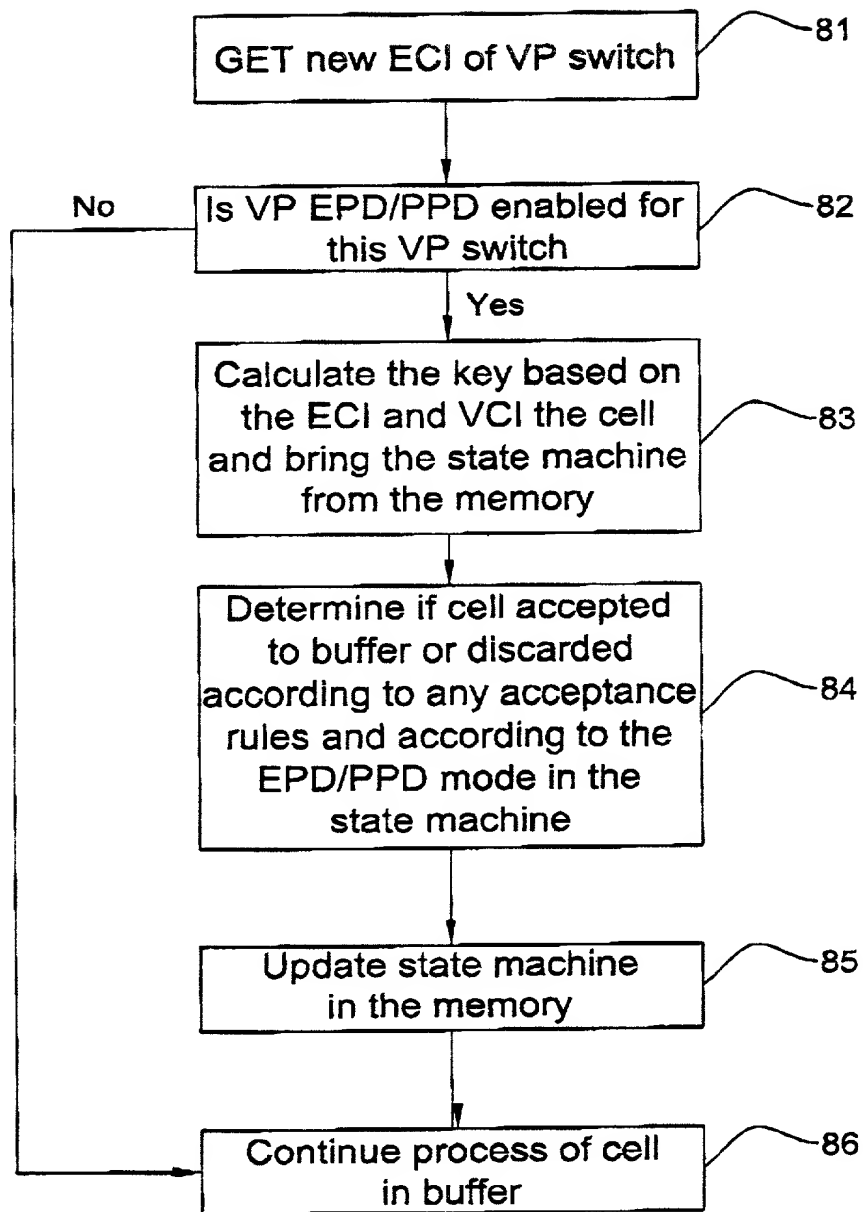 GET new ECI of VP switch
81
No
Is VP EPD/PPD enabled for
this VP switch
82
Yes
Calculate the key based on
the ECI and VCI the cell
and bring the state machine
from the memory
83
Determine if cell accepted
to buffer or discarded
according to any acceptance
rules and according to the
EPD/PPD mode in the
state machine
84
Update state machine
in the memory
85
Continue process of cell
in buffer
86